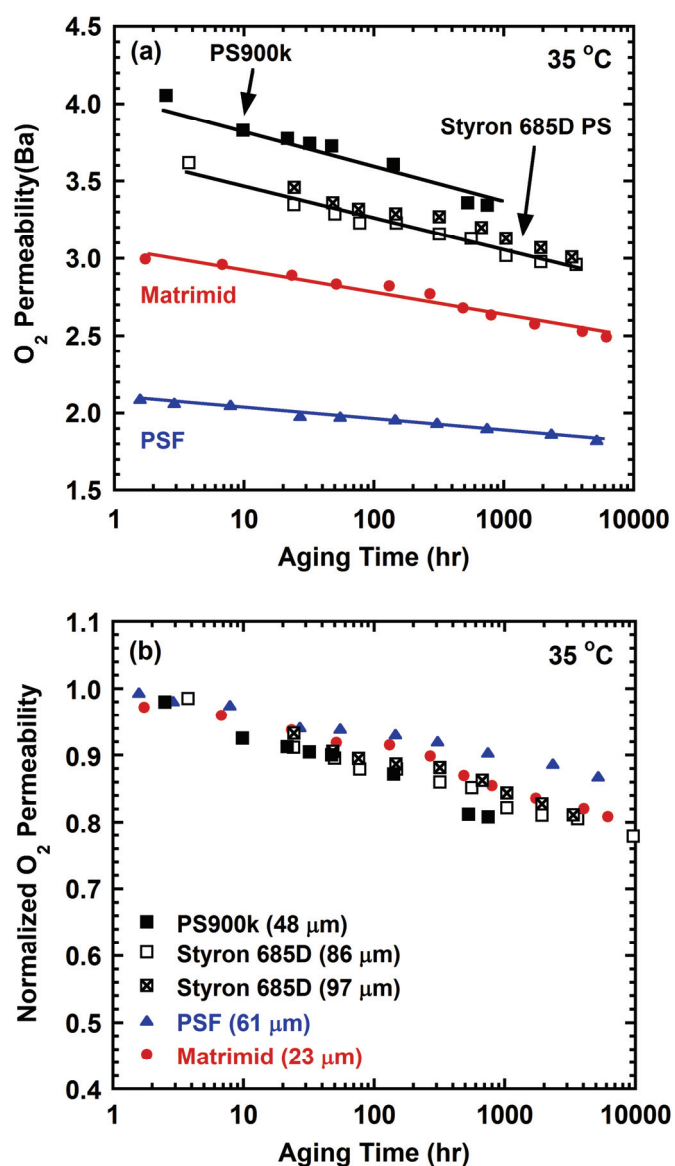 (a)
35 °C
PS900k
Styron 685D PS
Matrimid
PSF
O₂ Permeability(Ba)
4.5
4.0
3.5
3.0
2.5
2.0
1.5
1 10 100 1000 10000
Aging Time (hr)
(b)
35 °C
Normalized O₂ Permeability
1.1
1.0
0.9
0.8
0.7
0.6
0.5
0.4
PS900k (48 μm)
Styron 685D (86 μm)
Styron 685D (97 μm)
PSF (61 μm)
Matrimid (23 μm)
1 10 100 1000 10000
Aging Time (hr)